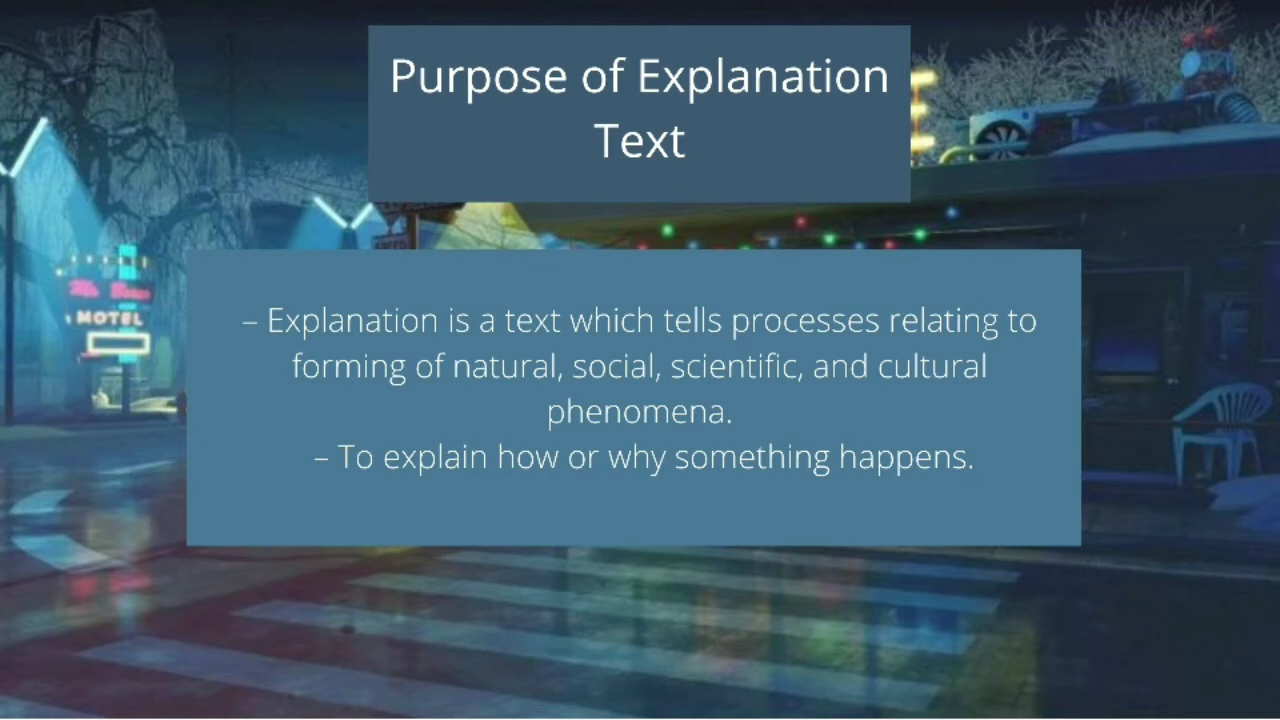 Purpose of Explanation
Text
– Explanation is a text which tells processes relating to
forming of natural, social, scientific, and cultural
phenomena.
– To explain how or why something happens.
MOTEL
SPEED